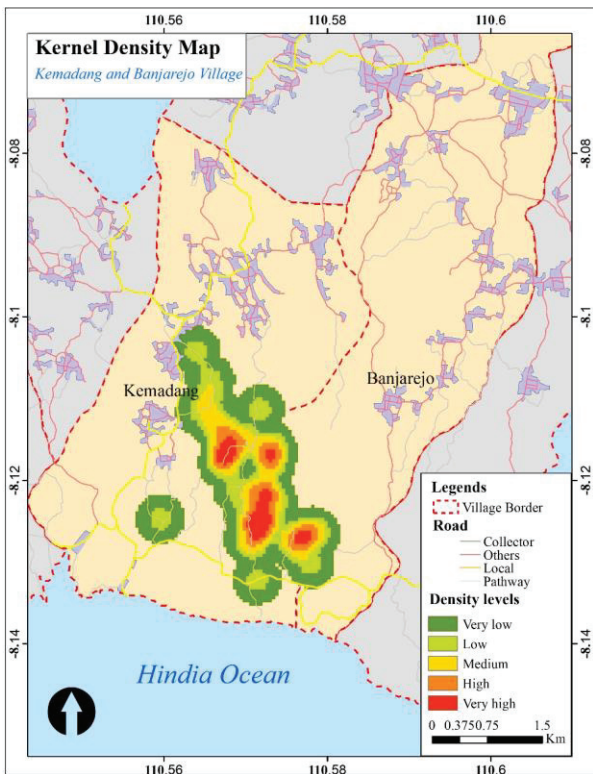 110.56
110.58
110.6
Kernel Density Map
Kemadang and Banjarejo Village
-8.08
-8.08
-8.1
-8.1
Kemadang
Banjarejo
-8.12
-8.12
Legends
Village Border
Road
Collector
Others
Local
Pathway
Density levels
Very low
Low
Medium
High
Very high
-8.14
-8.14
Hindia Ocean
0 0.375 0.75 1.5
Km
110.56
110.58
110.6